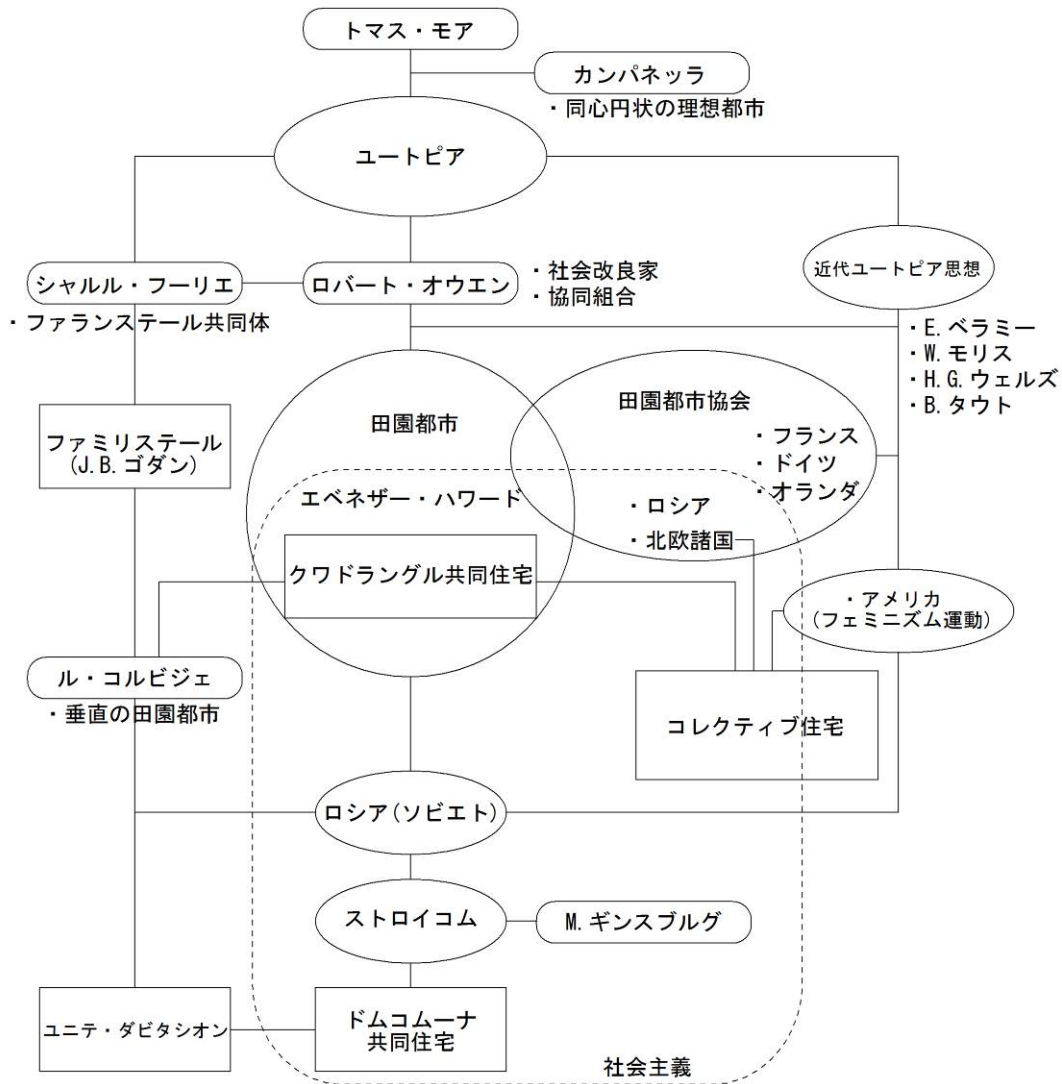 トマス・モア
カンパネッラ
・同心円状の理想都市
ユートピア
シャルル・フーリエ
・ファランステール共同体
ロバート・オウエン
・社会改良家
・協同組合
近代ユートピア思想
・E.ベラミー
・W.モリス
・H.G.ウェルズ
・B.タウト
ファミリステール
(J.B.ゴダン)
田園都市
エベネザー・ハワード
田園都市協会
・フランス
・ドイツ
・オランダ
・ロシア
・北欧諸国
クワドラングル共同住宅
・アメリカ
(フェミニズム運動)
ル・コルビジェ
・垂直の田園都市
コレクティブ住宅
ロシア(ソビエト)
ストロイコム
M.ギンスブルグ
ユニテ・ダビタシオン
ドムコムーナ
共同住宅
社会主義